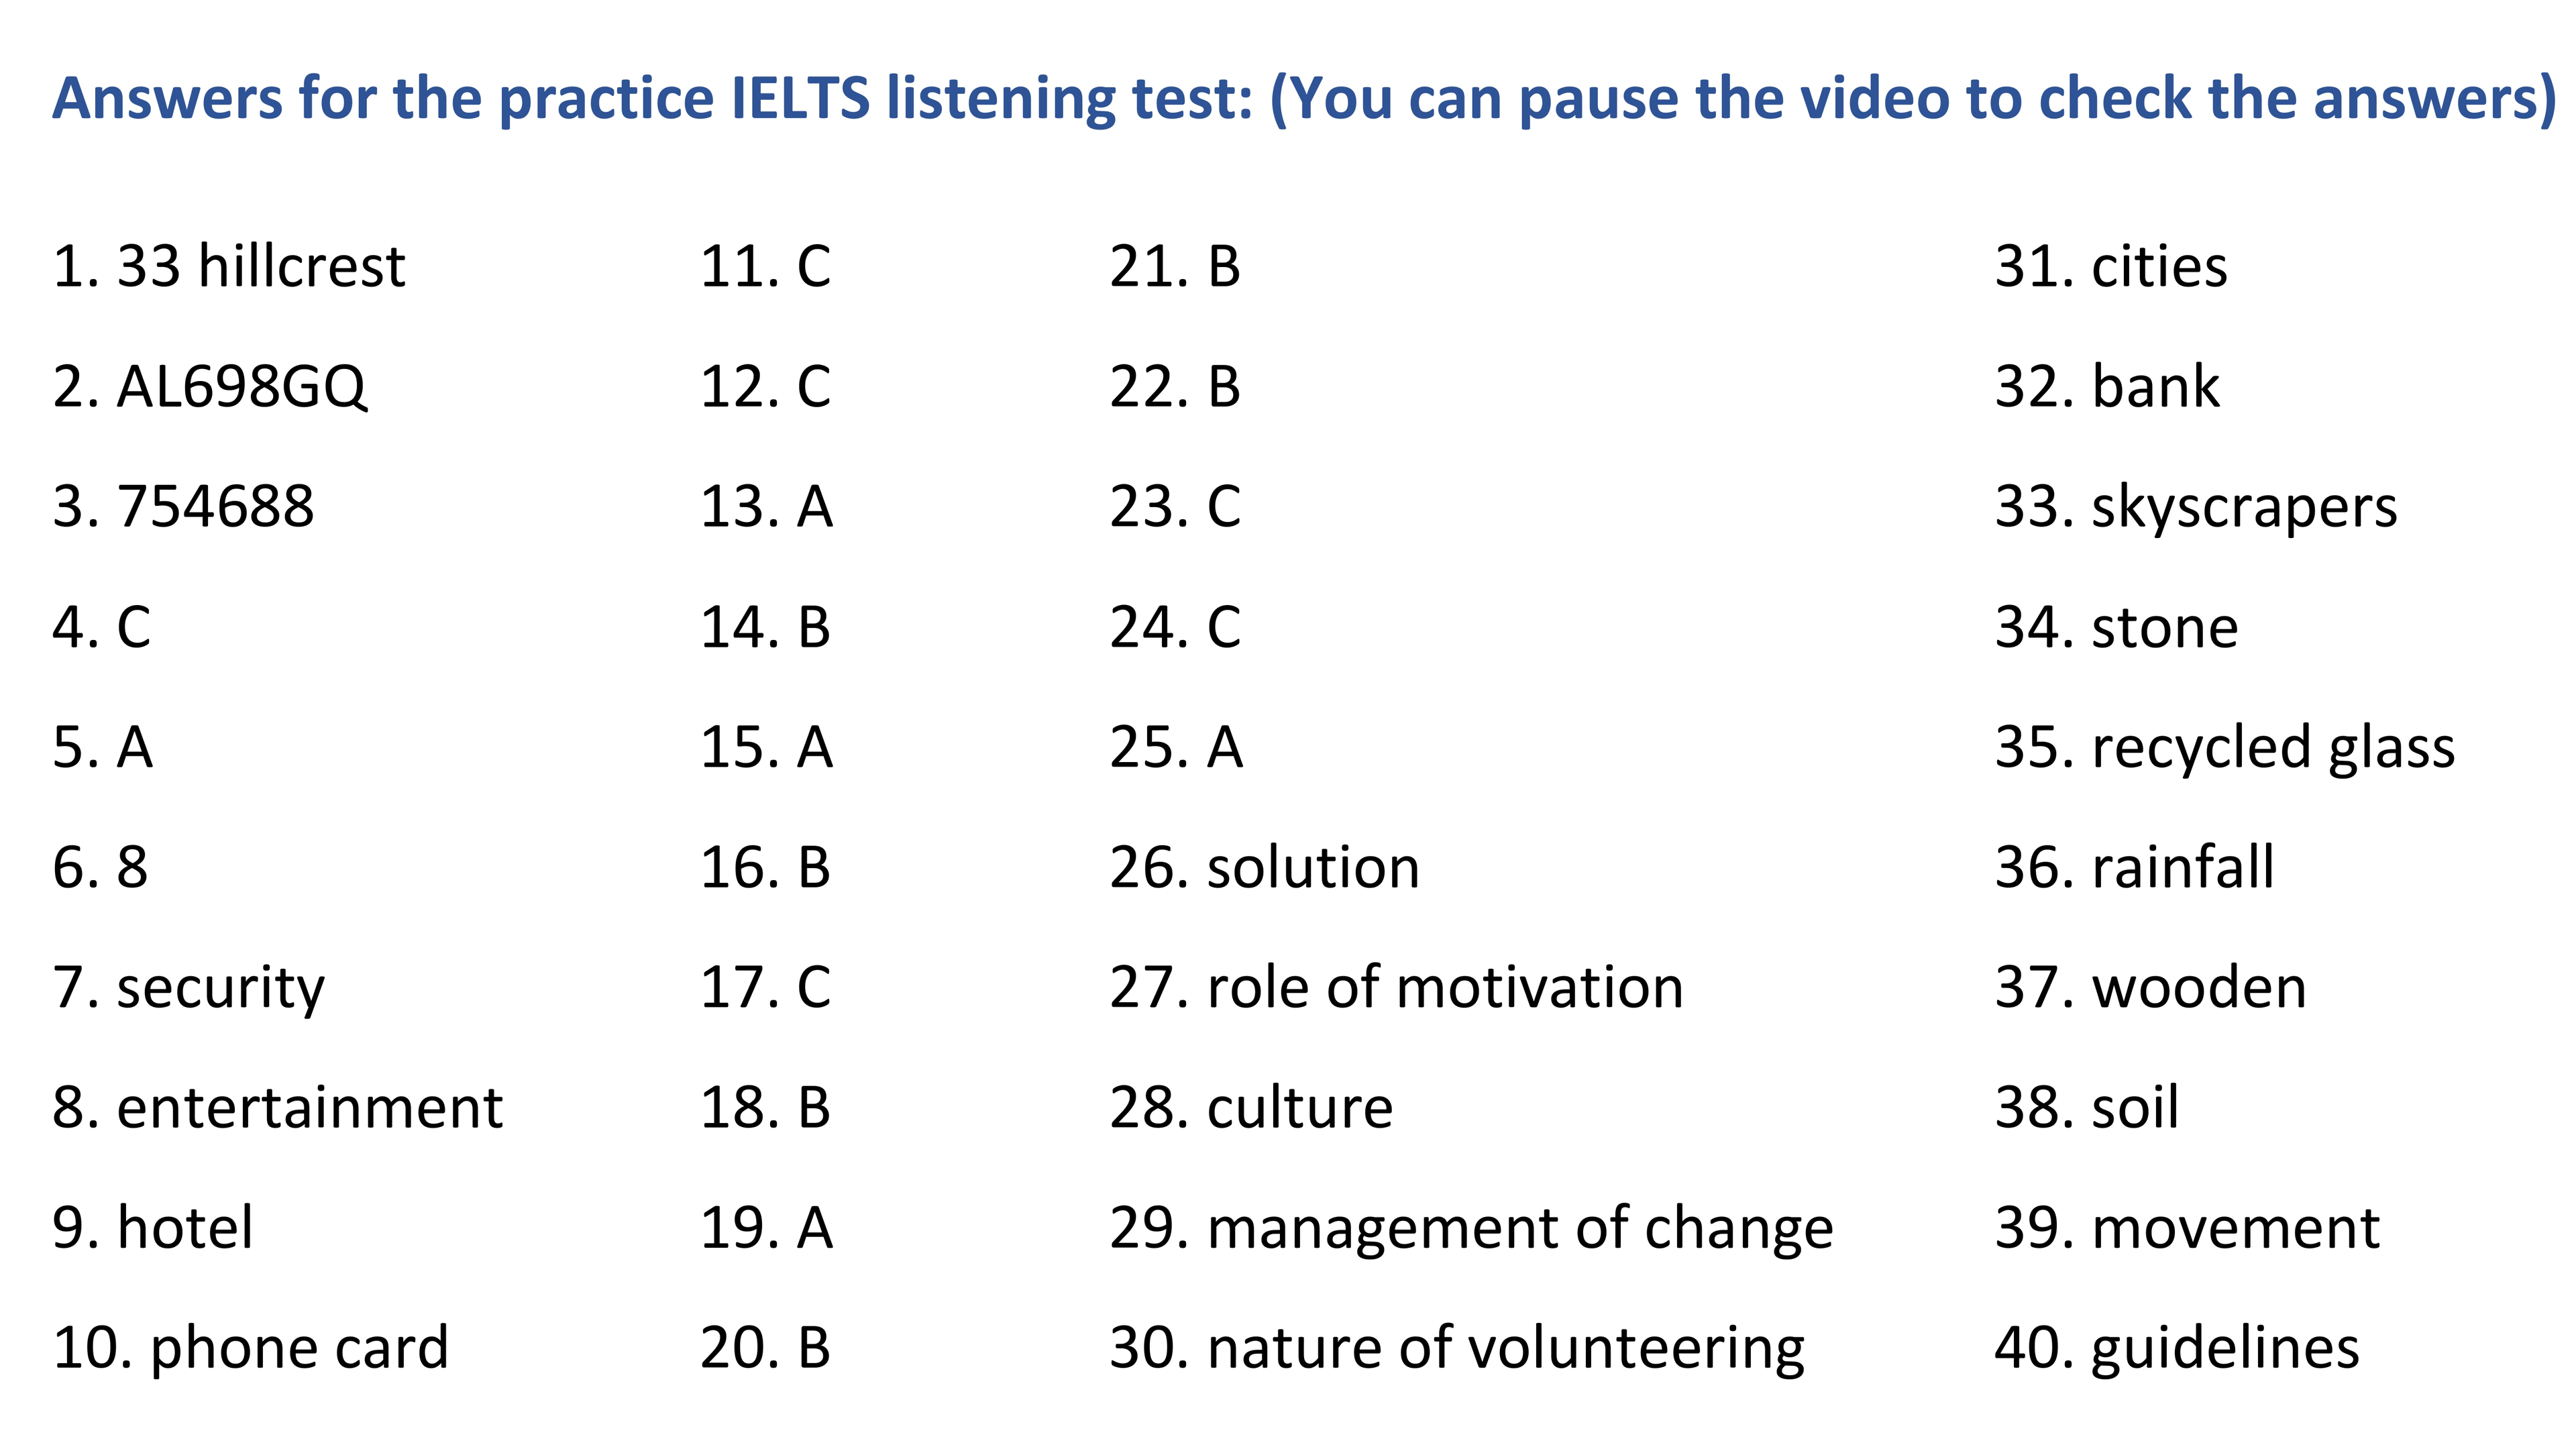 Answers for the practice IELTS listening test: (You can pause the video to check the answers)
1. 33 hillcrest
2. AL698GQ
3. 754688
4. C
5. A
6. 8
7. security
8. entertainment
9. hotel
10. phone card
11. C
12. C
13. A
14. B
15. A
16. B
17. C
18. B
19. A
20. B
21. B
22. B
23. C
24. C
25. A
26. solution
27. role of motivation
28. culture
29. management of change
30. nature of volunteering
31. cities
32. bank
33. skyscrapers
34. stone
35. recycled glass
36. rainfall
37. wooden
38. soil
39. movement
40. guidelines